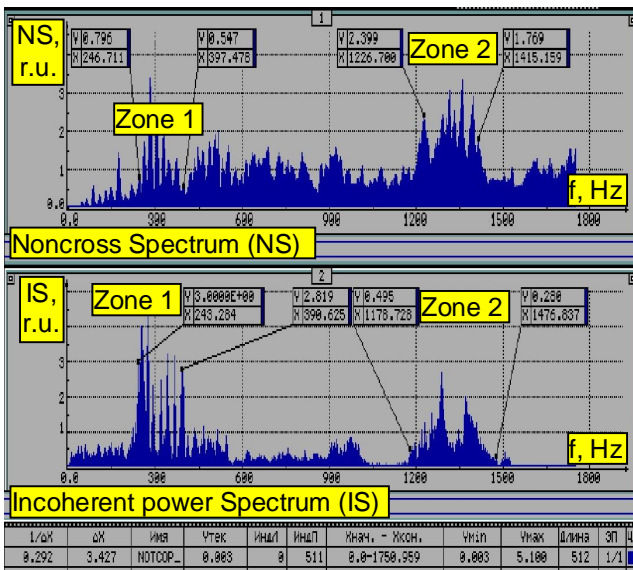 1
NS, r.u.
Y 0.796 X 246.711
Y 0.547 X 397.478
Y 2.399 X 1226.700
Zone 2
Y 1.769 X 1415.159
Zone 1
3
2
1
0.0
f, Hz
0.0 300 600 900 1200 1500 1800
Noncross Spectrum (NS)
2
IS, r.u.
Zone 1
Y 3.0000E+00 X 243.284
Y 2.819 X 390.625
Y 0.495 X 1178.728
Zone 2
Y 0.280 X 1476.837
3
2
1
f, Hz
0.0 300 600 900 1200 1500 1800
Incoherent power Spectrum (IS)
1/ΔX ΔX Имя Yтек ИндЛ ИндП Xнач. - Xкон. Ymin Yмах Длина ЭП
0.292 3.427 NOTCOP_ 0.003 0 511 0.0-1750.959 0.003 5.100 512 1/1